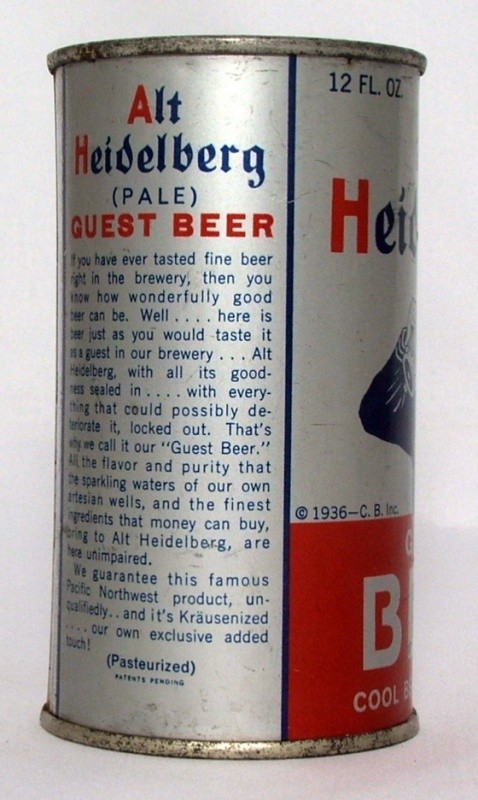 Alt
Heidelberg
(PALE)
GUEST BEER
If you have ever tasted fine beer
right in the brewery, then you
know how wonderfully good
beer can be. Well . . . . here is
beer just as you would taste it
as a guest in our brewery . . . Alt
Heidelberg, with all its good-
ness sealed in . . . . with every-
thing that could possibly de-
teriorate it, locked out. That's
why we call it our "Guest Beer."
All the flavor and purity that
the sparkling waters of our own
artesian wells, and the finest
ingredients that money can buy,
bring to Alt Heidelberg, are
here unimpaired.
We guarantee this famous
Pacific Northwest product, un-
qualifiedly . . and it's Kräusenized
. . . . our own exclusive added
touch!
(Pasteurized)
PATENTS PENDING
12 FL. OZ.
Heid
© 1936—C. B. Inc.
G
B
COOL B